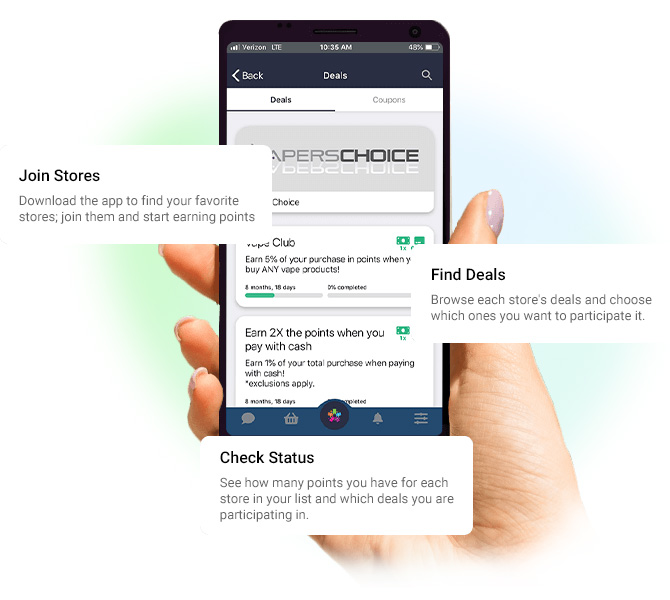 Verizon LTE
10:35 AM
48%
Back
Deals
Deals
Coupons
APERSCHOICE
Choice
Join Stores
Download the app to find your favorite
stores; join them and start earning points
Vape Club
1x
Earn 5% of your purchase in points when y
buy ANY vape products!
8 months, 18 days
0% completed
Find Deals
Browse each store's deals and choose
which ones you want to participate it.
Earn 2X the points when you
pay with cash
1x
Earn 1% of your total purchase when paying
with cash!
*exclusions apply.
8 months, 18 days
mpleted
Check Status
See how many points you have for each
store in your list and which deals you are
participating in.